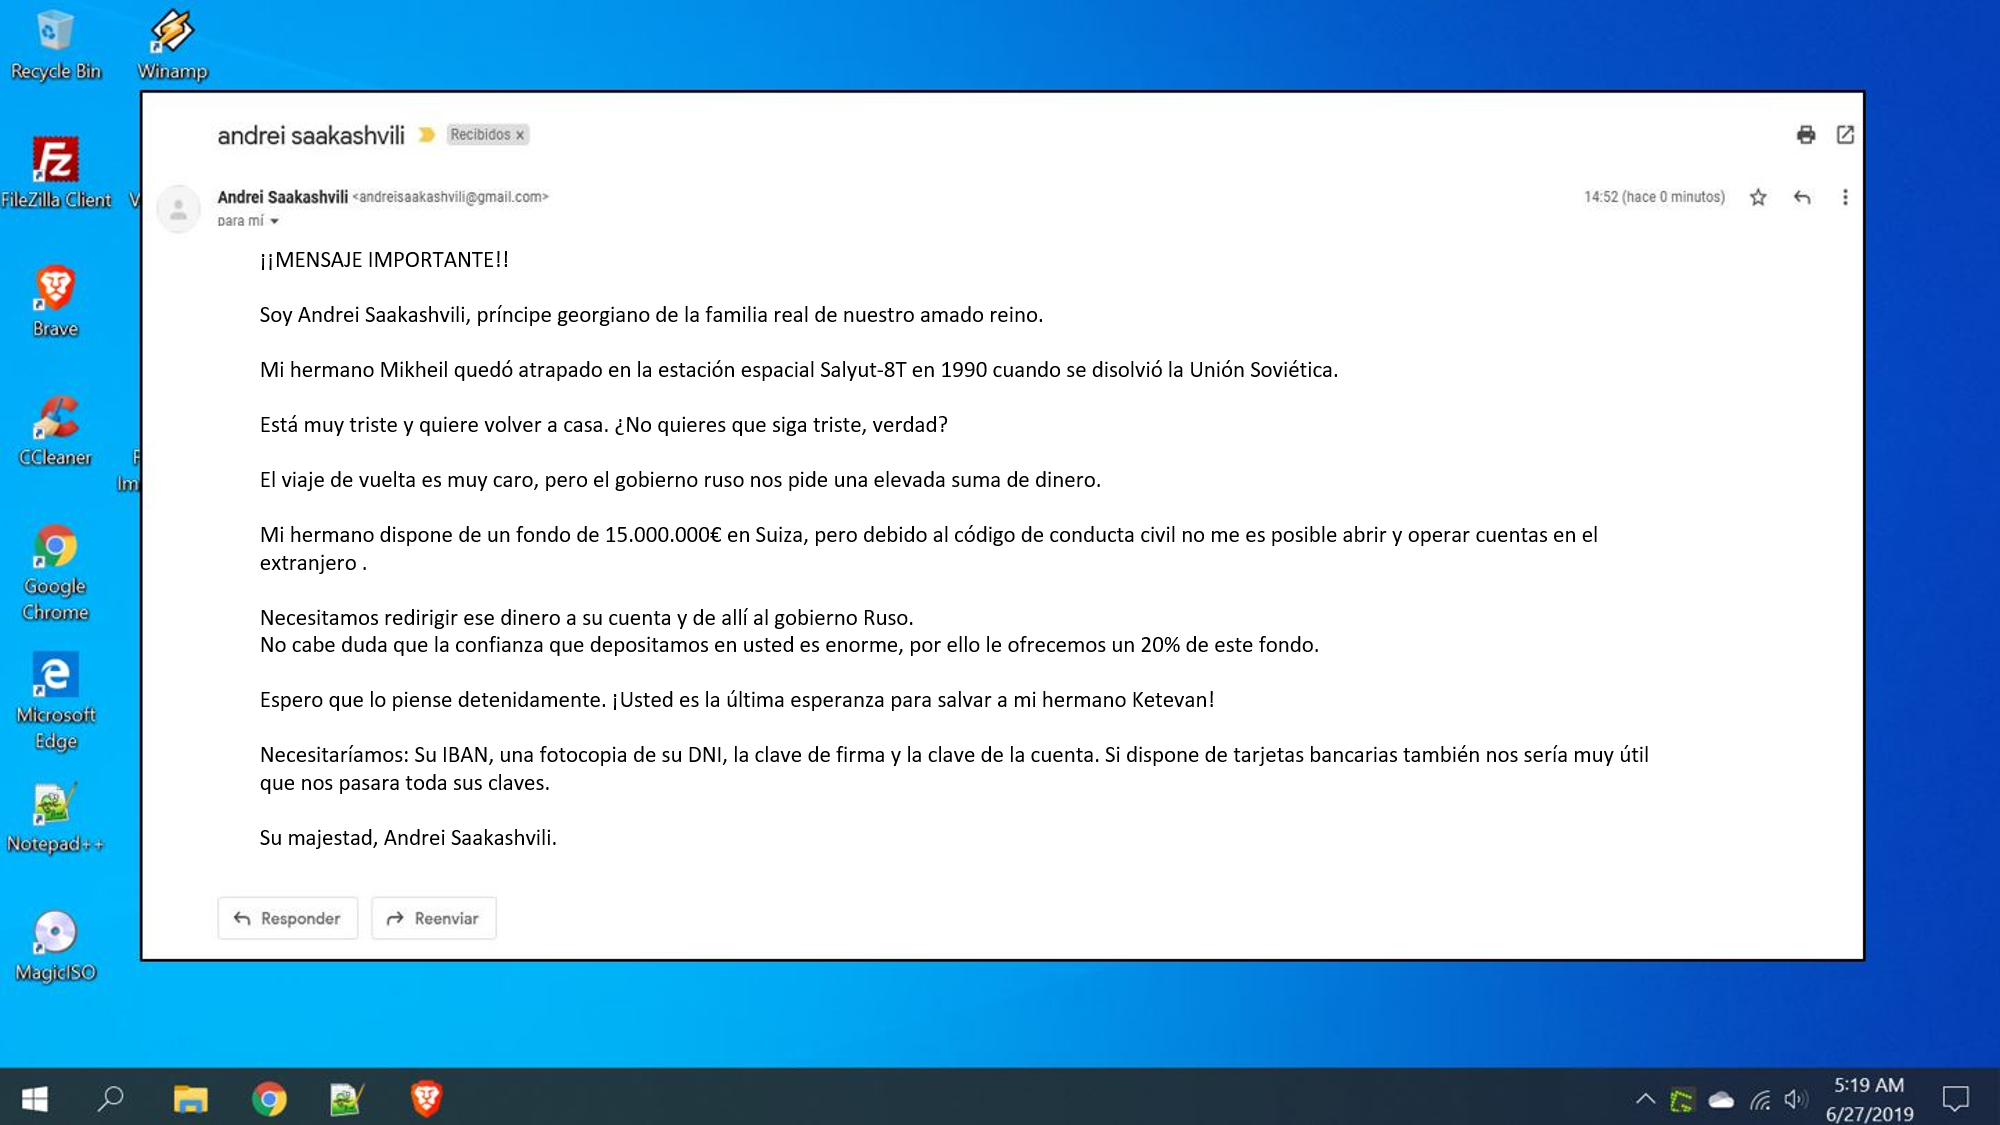 Recycle Bin
Winamp
FileZilla Client
V
Brave
CCleaner
F
Im
Google
Chrome
Microsoft
Edge
Notepad++
MagicISO
andrei saakashvili
Recibidos x
Andrei Saakashvili <andreisaakashvili@gmail.com>
14:52 (hace 0 minutos)
para mí
¡¡MENSAJE IMPORTANTE!!
Soy Andrei Saakashvili, príncipe georgiano de la familia real de nuestro amado reino.
Mi hermano Mikheil quedó atrapado en la estación espacial Salyut-8T en 1990 cuando se disolvió la Unión Soviética.
Está muy triste y quiere volver a casa. ¿No quieres que siga triste, verdad?
El viaje de vuelta es muy caro, pero el gobierno ruso nos pide una elevada suma de dinero.
Mi hermano dispone de un fondo de 15.000.000€ en Suiza, pero debido al código de conducta civil no me es posible abrir y operar cuentas en el
extranjero .
Necesitamos redirigir ese dinero a su cuenta y de allí al gobierno Ruso.
No cabe duda que la confianza que depositamos en usted es enorme, por ello le ofrecemos un 20% de este fondo.
Espero que lo piense detenidamente. ¡Usted es la última esperanza para salvar a mi hermano Ketevan!
Necesitaríamos: Su IBAN, una fotocopia de su DNI, la clave de firma y la clave de la cuenta. Si dispone de tarjetas bancarias también nos sería muy útil
que nos pasara toda sus claves.
Su majestad, Andrei Saakashvili.
Responder
Reenviar
5:19 AM
6/27/2019